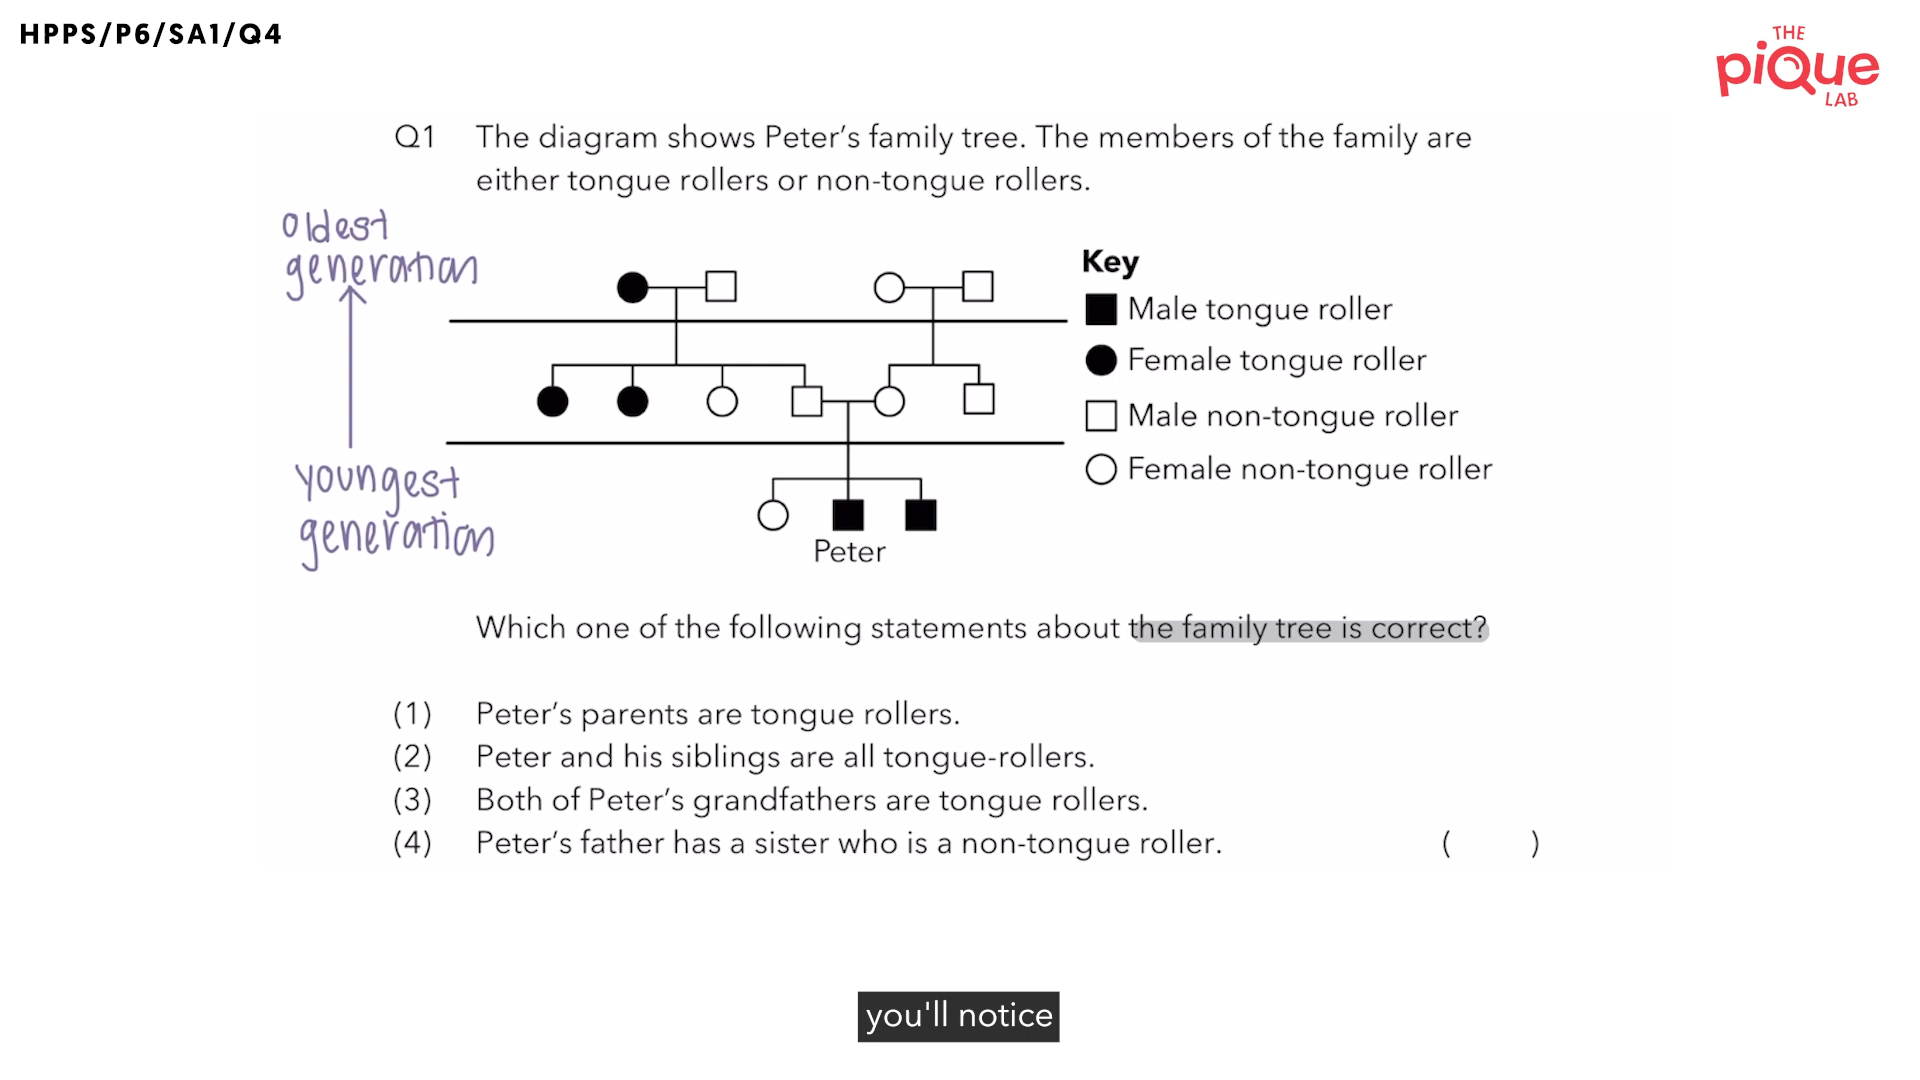 HPPS/P6/SA1/Q4
THE
piQue
LAB
Q1 The diagram shows Peter's family tree. The members of the family are
either tongue rollers or non-tongue rollers.
oldest
generation
youngest
generation
Key
Male tongue roller
Female tongue roller
Male non-tongue roller
Female non-tongue roller
Peter
Which one of the following statements about the family tree is correct?
(1) Peter's parents are tongue rollers.
(2) Peter and his siblings are all tongue-rollers.
(3) Both of Peter's grandfathers are tongue rollers.
(4) Peter's father has a sister who is a non-tongue roller. ( )
you'll notice